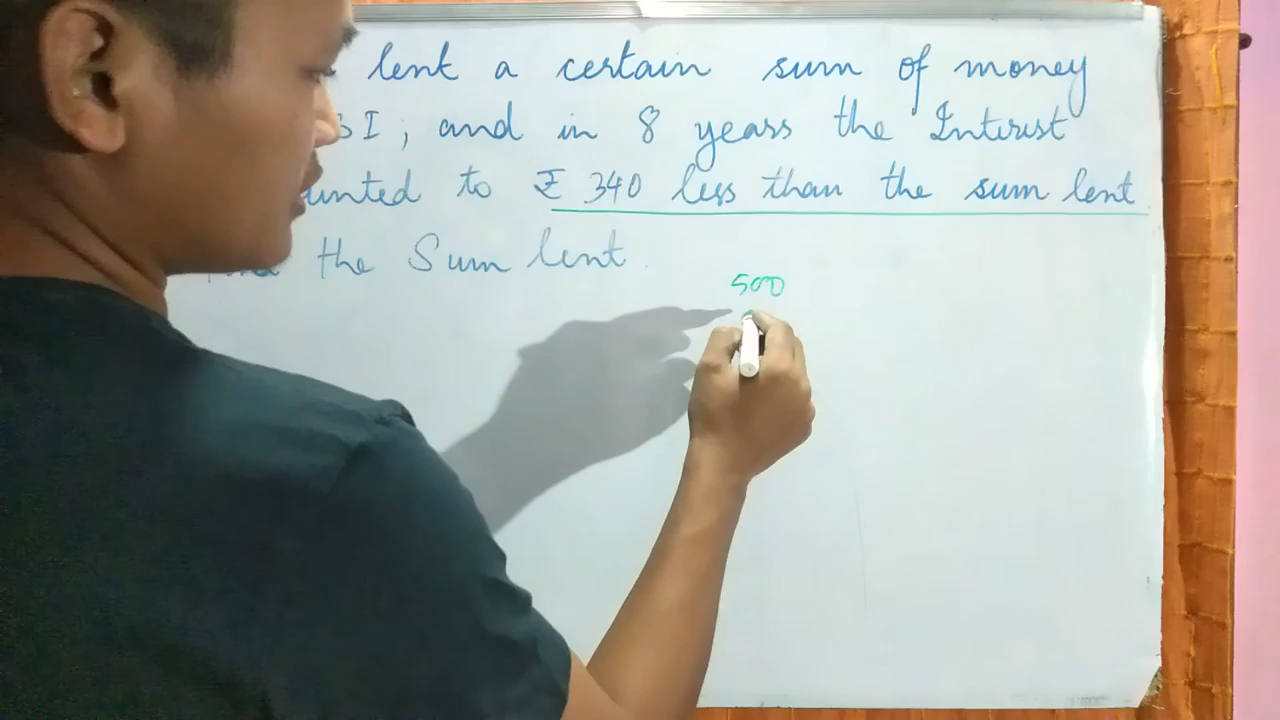 lent a certain sum of money
SI ; and in 8 years the Interest
unted to ₹ 340 less than the sum lent
the Sum lent.
500